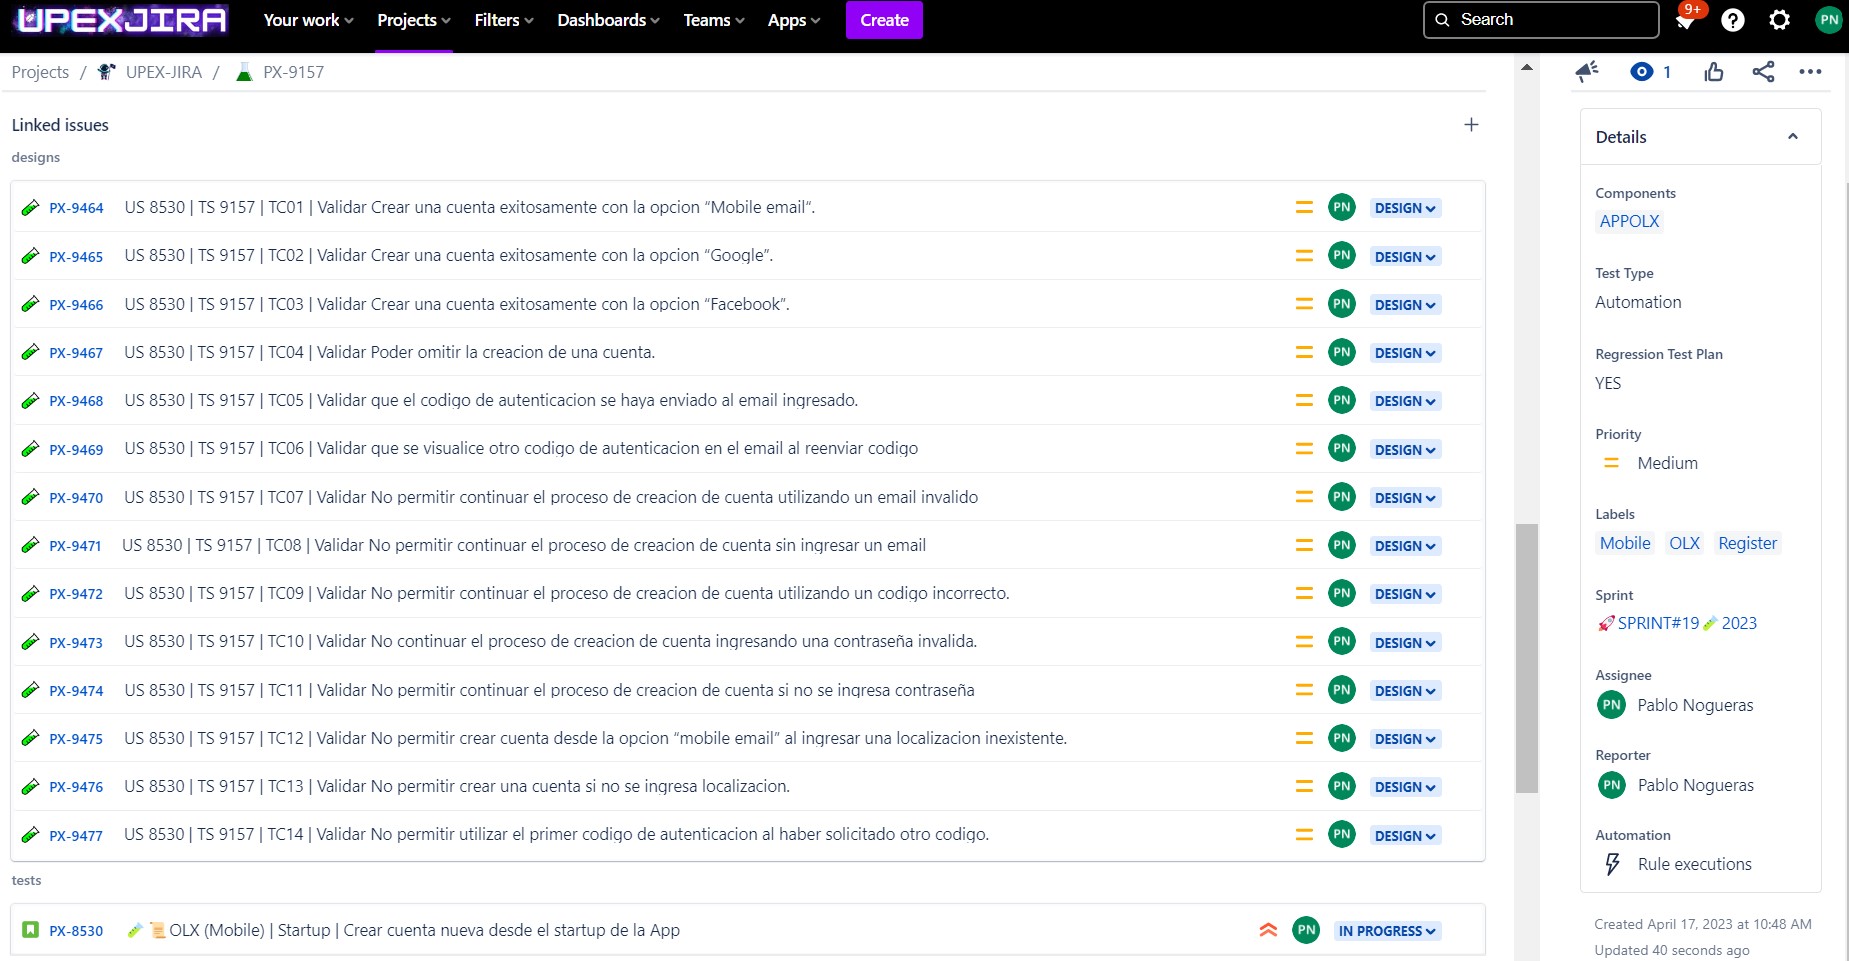 UPEXJIRA
Your work
Projects
Filters
Dashboards
Teams
Apps
Create
Search
9+
PN
Projects / UPEX-JIRA / PX-9157
1
Linked issues
designs
PX-9464 US 8530 | TS 9157 | TC01 | Validar Crear una cuenta exitosamente con la opcion “Mobile email“. PN DESIGN
PX-9465 US 8530 | TS 9157 | TC02 | Validar Crear una cuenta exitosamente con la opcion “Google”. PN DESIGN
PX-9466 US 8530 | TS 9157 | TC03 | Validar Crear una cuenta exitosamente con la opcion “Facebook”. PN DESIGN
PX-9467 US 8530 | TS 9157 | TC04 | Validar Poder omitir la creacion de una cuenta. PN DESIGN
PX-9468 US 8530 | TS 9157 | TC05 | Validar que el codigo de autenticacion se haya enviado al email ingresado. PN DESIGN
PX-9469 US 8530 | TS 9157 | TC06 | Validar que se visualice otro codigo de autenticacion en el email al reenviar codigo PN DESIGN
PX-9470 US 8530 | TS 9157 | TC07 | Validar No permitir continuar el proceso de creacion de cuenta utilizando un email invalido PN DESIGN
PX-9471 US 8530 | TS 9157 | TC08 | Validar No permitir continuar el proceso de creacion de cuenta sin ingresar un email PN DESIGN
PX-9472 US 8530 | TS 9157 | TC09 | Validar No permitir continuar el proceso de creacion de cuenta utilizando un codigo incorrecto. PN DESIGN
PX-9473 US 8530 | TS 9157 | TC10 | Validar No continuar el proceso de creacion de cuenta ingresando una contraseña invalida. PN DESIGN
PX-9474 US 8530 | TS 9157 | TC11 | Validar No permitir continuar el proceso de creacion de cuenta si no se ingresa contraseña PN DESIGN
PX-9475 US 8530 | TS 9157 | TC12 | Validar No permitir crear cuenta desde la opcion “mobile email” al ingresar una localizacion inexistente. PN DESIGN
PX-9476 US 8530 | TS 9157 | TC13 | Validar No permitir crear una cuenta si no se ingresa localizacion. PN DESIGN
PX-9477 US 8530 | TS 9157 | TC14 | Validar No permitir utilizar el primer codigo de autenticacion al haber solicitado otro codigo. PN DESIGN
tests
PX-8530 OLX (Mobile) | Startup | Crear cuenta nueva desde el startup de la App PN IN PROGRESS
Details
Components
APPOLX
Test Type
Automation
Regression Test Plan
YES
Priority
Medium
Labels
Mobile OLX Register
Sprint
SPRINT#19 2023
Assignee
PN Pablo Nogueras
Reporter
PN Pablo Nogueras
Automation
Rule executions
Created April 17, 2023 at 10:48 AM
Updated 40 seconds ago